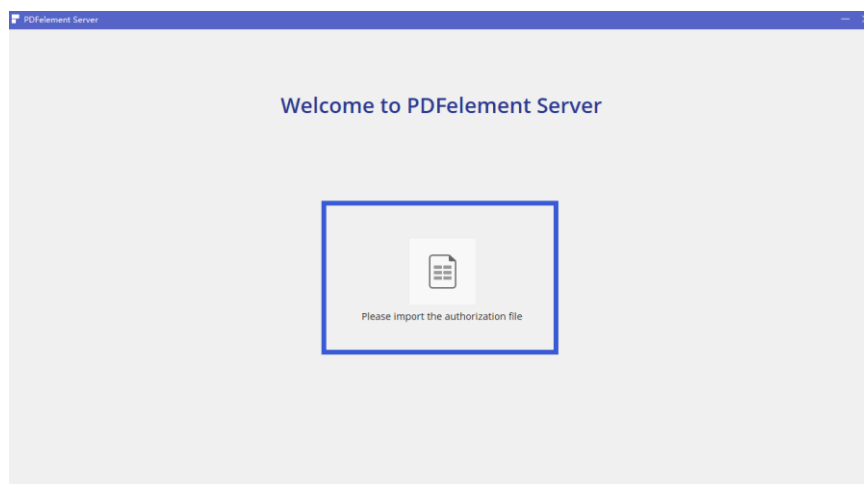 PDFelement Server
Welcome to PDFelement Server
Please import the authorization file